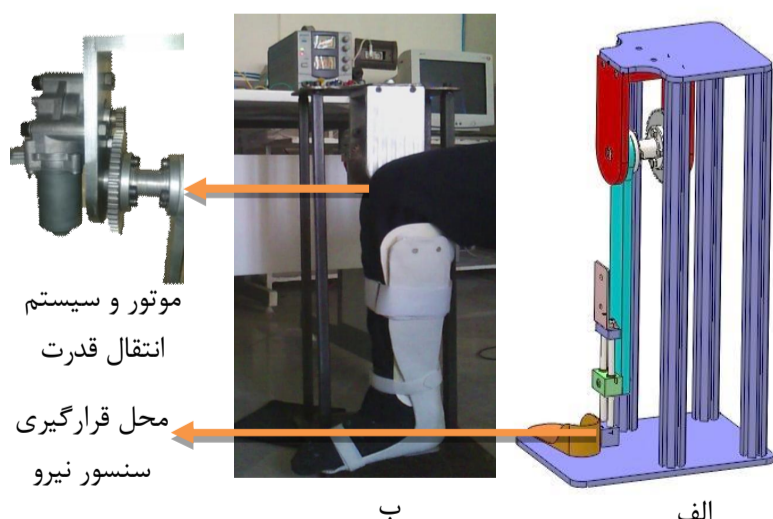 موتور و سیستم
انتقال قدرت
محل قرارگیری
سنسور نیرو
ب
الف